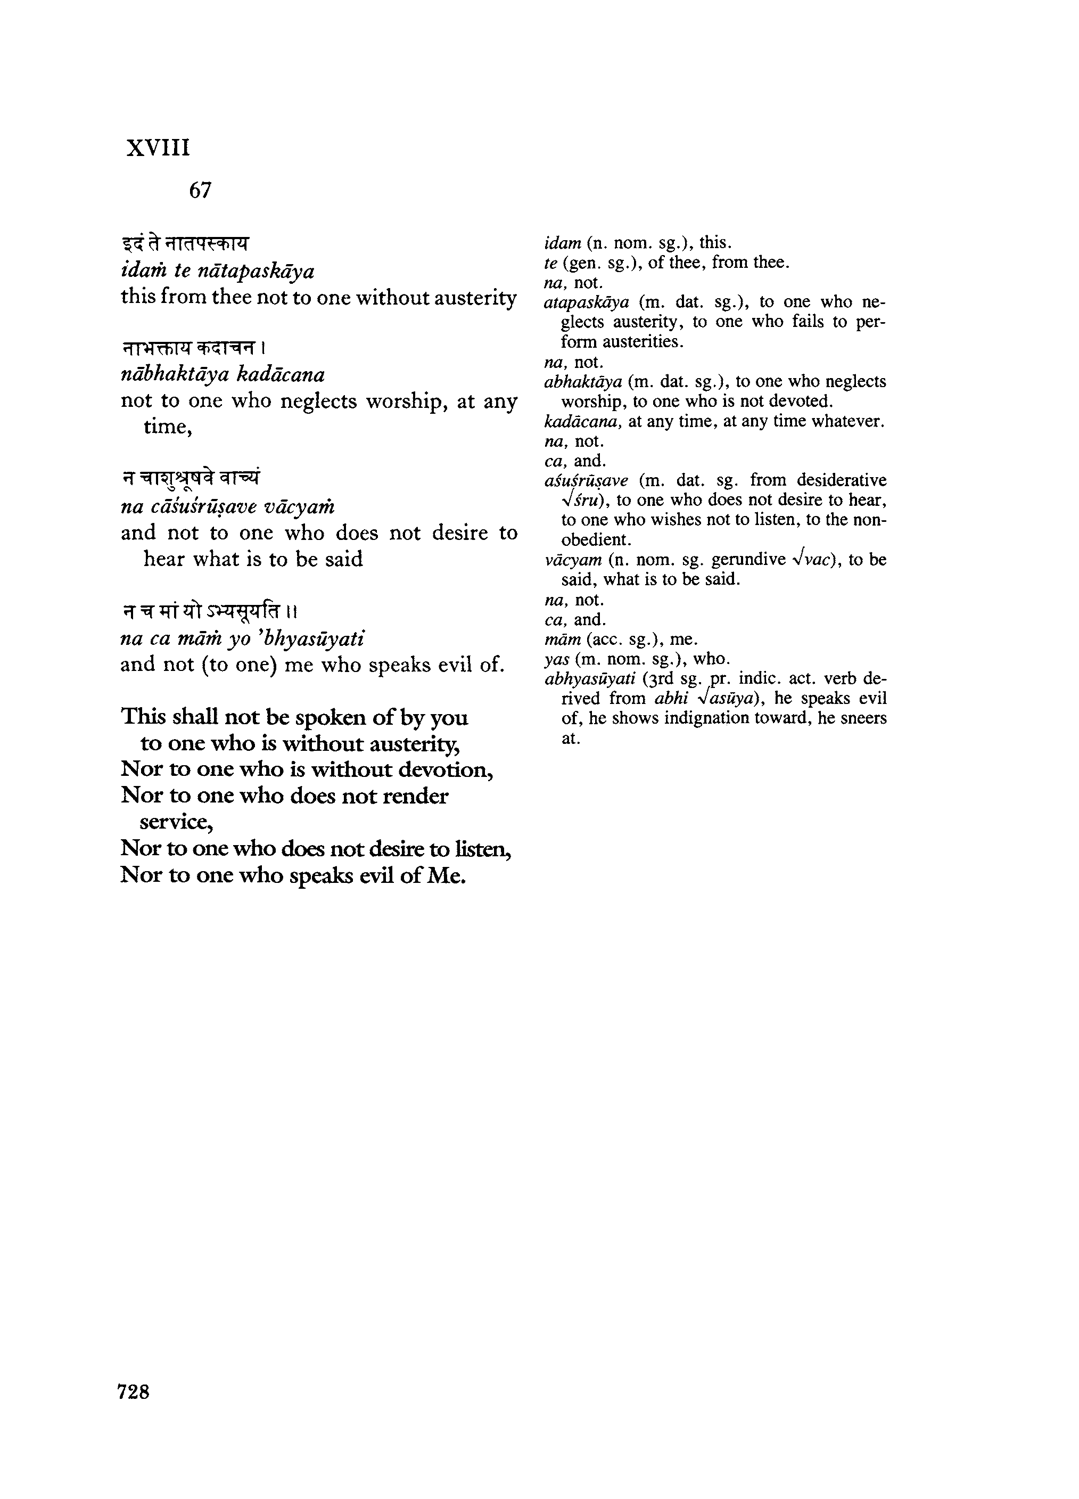 XVIII
67
इदं ते नातपस्काय
idaṁ te nātapaskāya
this from thee not to one without austerity
नाभक्ताय कदाचन ।
nābhaktāya kadācana
not to one who neglects worship, at any
time,
न चाशुश्रूषवे वाच्यं
na cāśuśrūṣave vācyaṁ
and not to one who does not desire to
hear what is to be said
न च मां यो ऽभ्यसूयति ।।
na ca māṁ yo 'bhyasūyati
and not (to one) me who speaks evil of.
This shall not be spoken of by you
to one who is without austerity,
Nor to one who is without devotion,
Nor to one who does not render
service,
Nor to one who does not desire to listen,
Nor to one who speaks evil of Me.
idam (n. nom. sg.), this.
te (gen. sg.), of thee, from thee.
na, not.
atapaskāya (m. dat. sg.), to one who ne-
glects austerity, to one who fails to per-
form austerities.
na, not.
abhaktāya (m. dat. sg.), to one who neglects
worship, to one who is not devoted.
kadācana, at any time, at any time whatever.
na, not.
ca, and.
aśuśrūṣave (m. dat. sg. from desiderative
√śru), to one who does not desire to hear,
to one who wishes not to listen, to the non-
obedient.
vācyam (n. nom. sg. gerundive √vac), to be
said, what is to be said.
na, not.
ca, and.
mām (acc. sg.), me.
yas (m. nom. sg.), who.
abhyasūyati (3rd sg. pr. indic. act. verb de-
rived from abhi √asūya), he speaks evil
of, he shows indignation toward, he sneers
at.
728